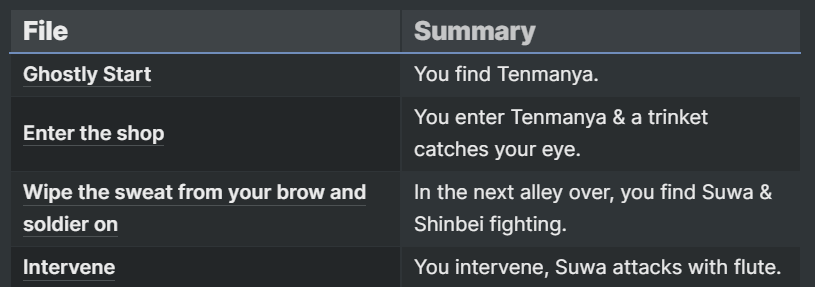 File Summary
Ghostly Start You find Tenmanya.
Enter the shop You enter Tenmanya & a trinket
catches your eye.
Wipe the sweat from your brow and
soldier on
In the next alley over, you find Suwa &
Shinbei fighting.
Intervene You intervene, Suwa attacks with flute.